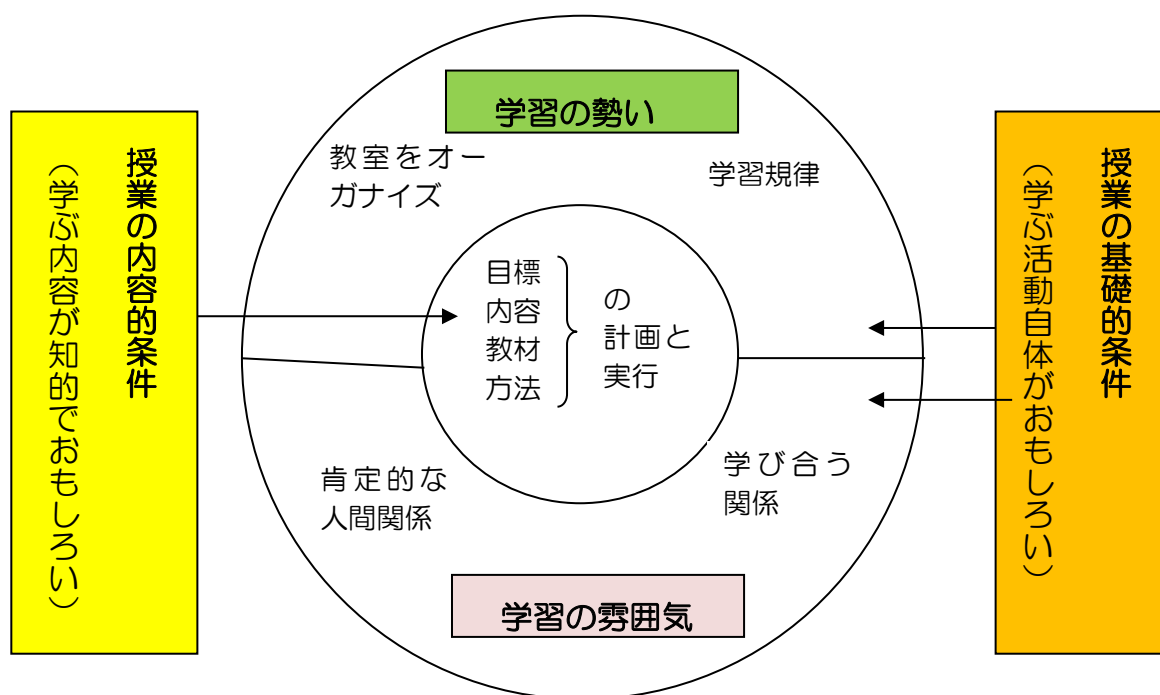 学習の勢い
教室をオー
ガナイズ
学習規律
授業の内容的条件
（学ぶ内容が知的でおもしろい）
目標
内容
教材
方法
の
計画と
実行
授業の基礎的条件
（学ぶ活動自体がおもしろい）
肯定的な
人間関係
学び合う
関係
学習の雰囲気